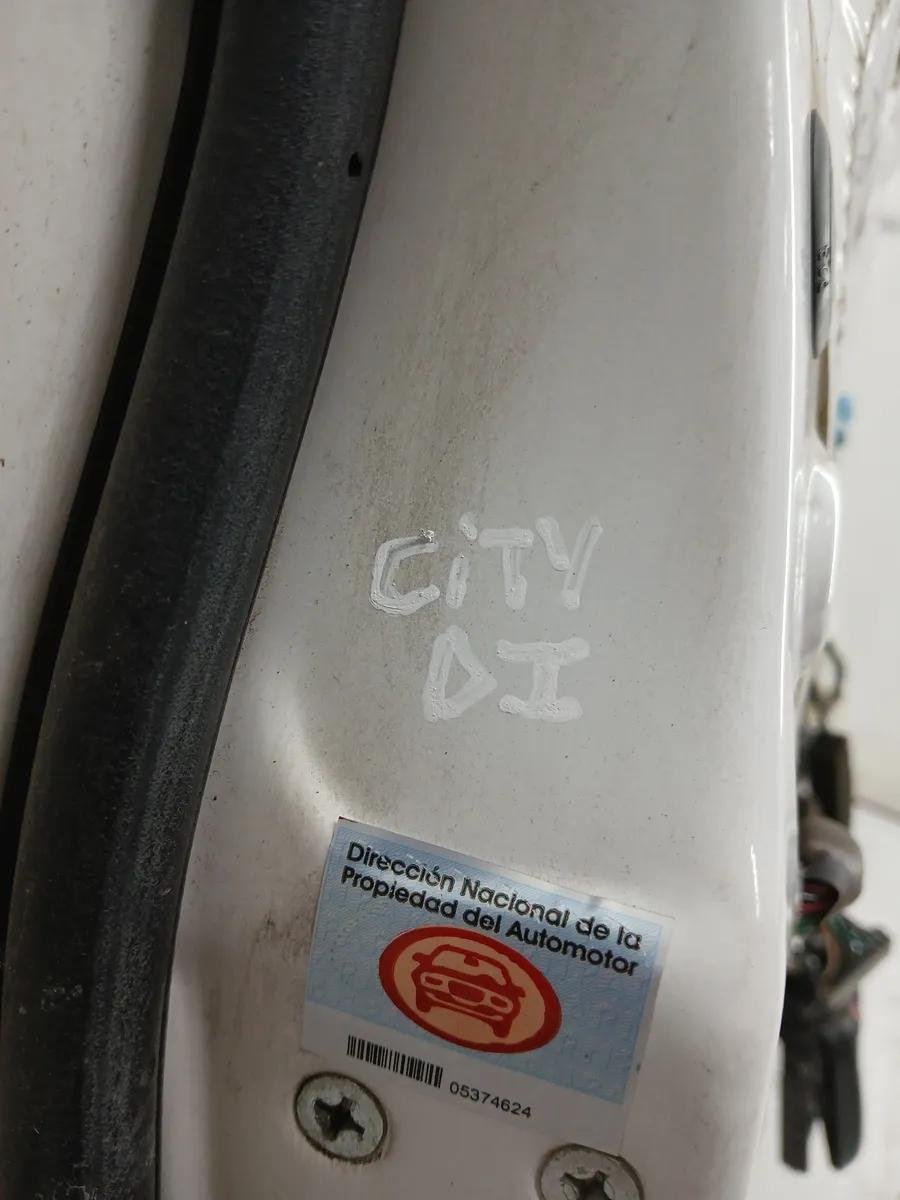 CiTY
DI
Dirección Nacional de la
Propiedad del Automotor
05374624